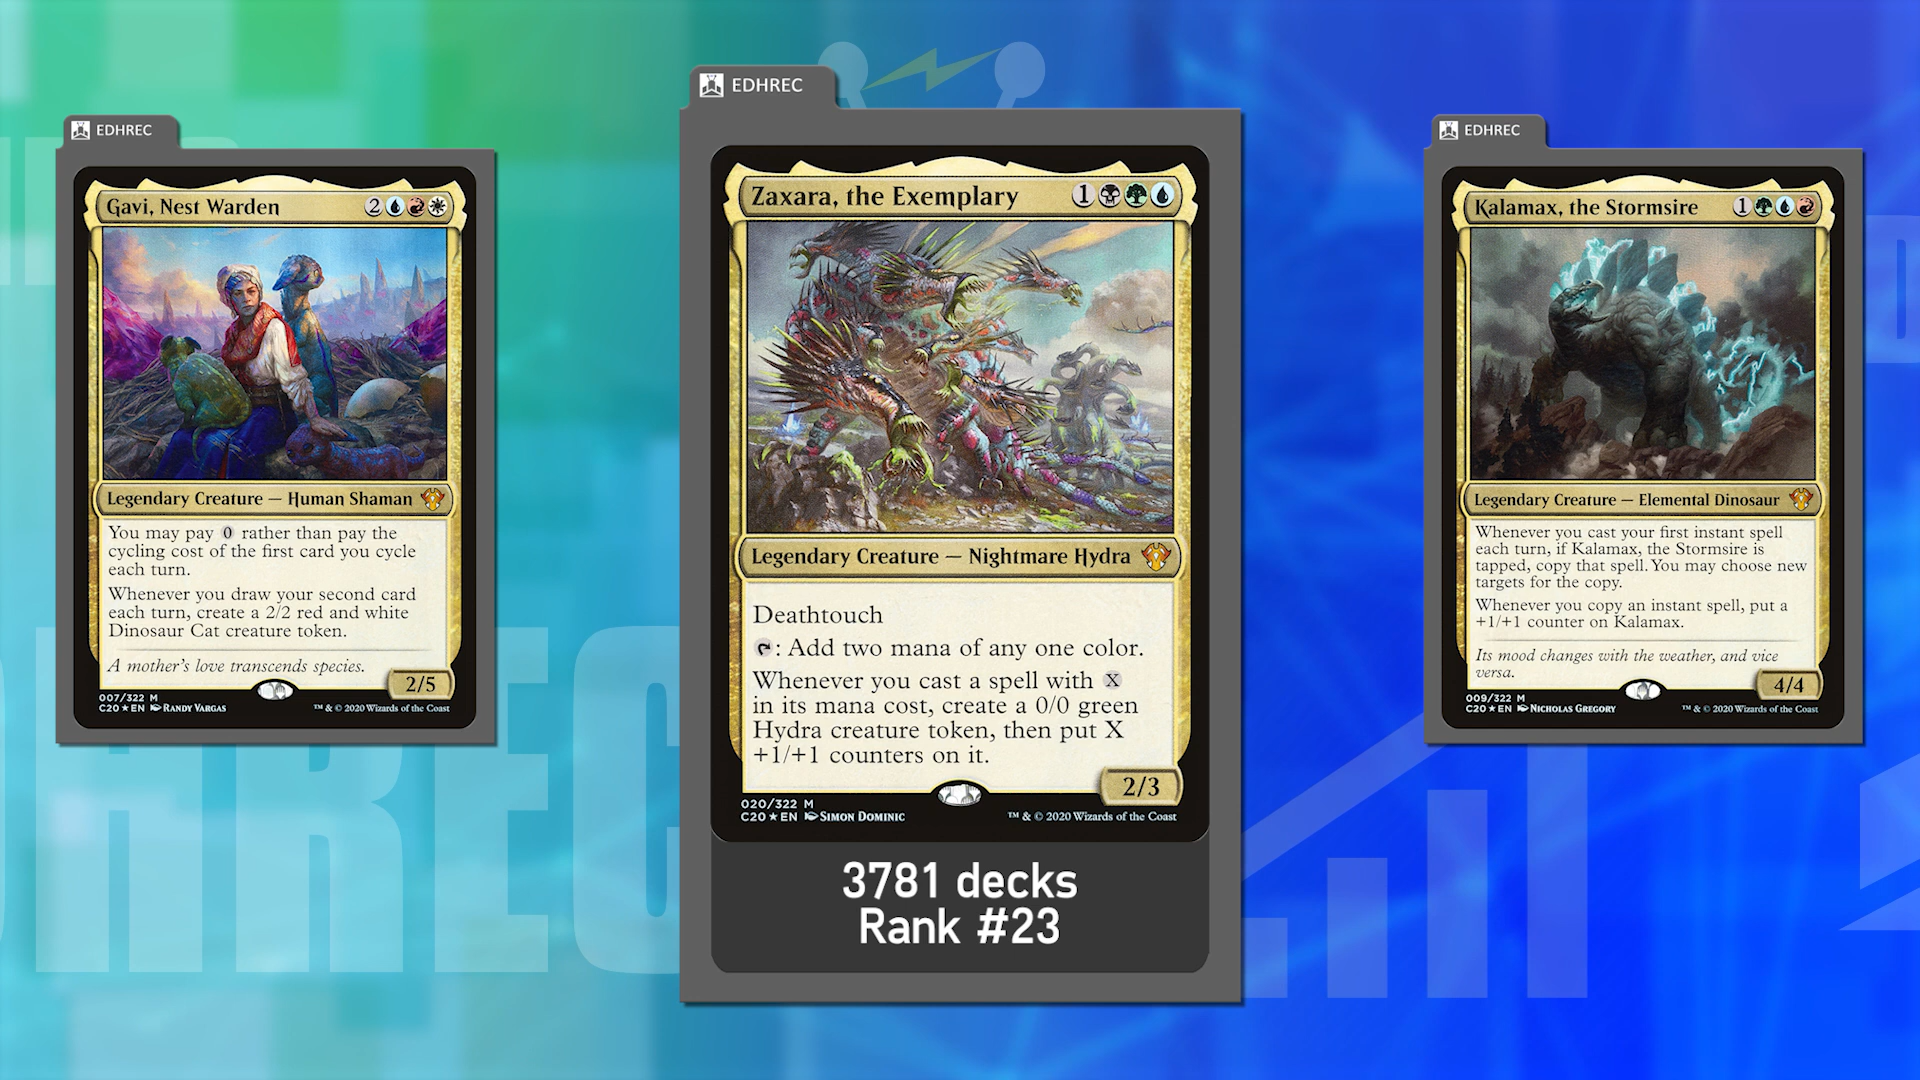 EDHREC
Gavi, Nest Warden 2
Legendary Creature — Human Shaman
You may pay 0 rather than pay the
cycling cost of the first card you cycle
each turn.
Whenever you draw your second card
each turn, create a 2/2 red and white
Dinosaur Cat creature token.
A mother's love transcends species.
2/5
007/322 M
C20★EN Randy Vargas
™ & © 2020 Wizards of the Coast
EDHREC
Zaxara, the Exemplary 1
Legendary Creature — Nightmare Hydra
Deathtouch
: Add two mana of any one color.
Whenever you cast a spell with X
in its mana cost, create a 0/0 green
Hydra creature token, then put X
+1/+1 counters on it.
2/3
020/322 M
C20★EN Simon Dominic
™ & © 2020 Wizards of the Coast
3781 decks
Rank #23
EDHREC
Kalamax, the Stormsire 1
Legendary Creature — Elemental Dinosaur
Whenever you cast your first instant spell
each turn, if Kalamax, the Stormsire is
tapped, copy that spell. You may choose new
targets for the copy.
Whenever you copy an instant spell, put a
+1/+1 counter on Kalamax.
Its mood changes with the weather, and vice
versa.
4/4
009/322 M
C20★EN Nicholas Gregory
™ & © 2020 Wizards of the Coast